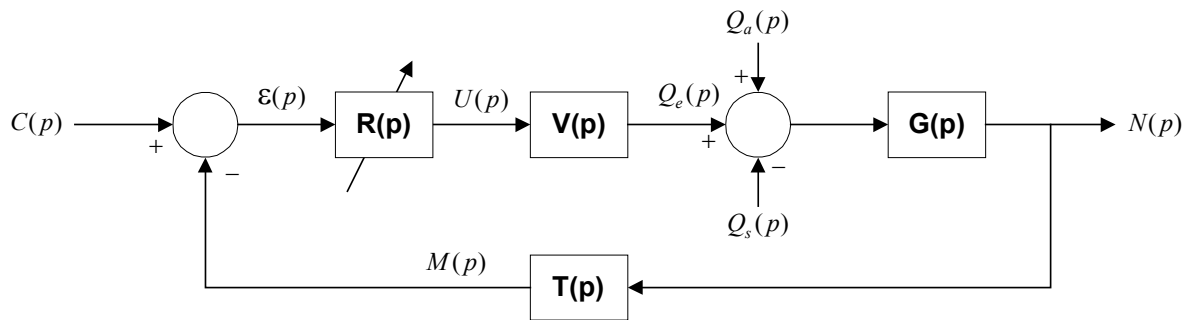 Q_a(p)
+
ε(p)
U(p)
Q_e(p)
C(p)
R(p)
V(p)
G(p)
N(p)
+
+
−
−
Q_s(p)
M(p)
T(p)